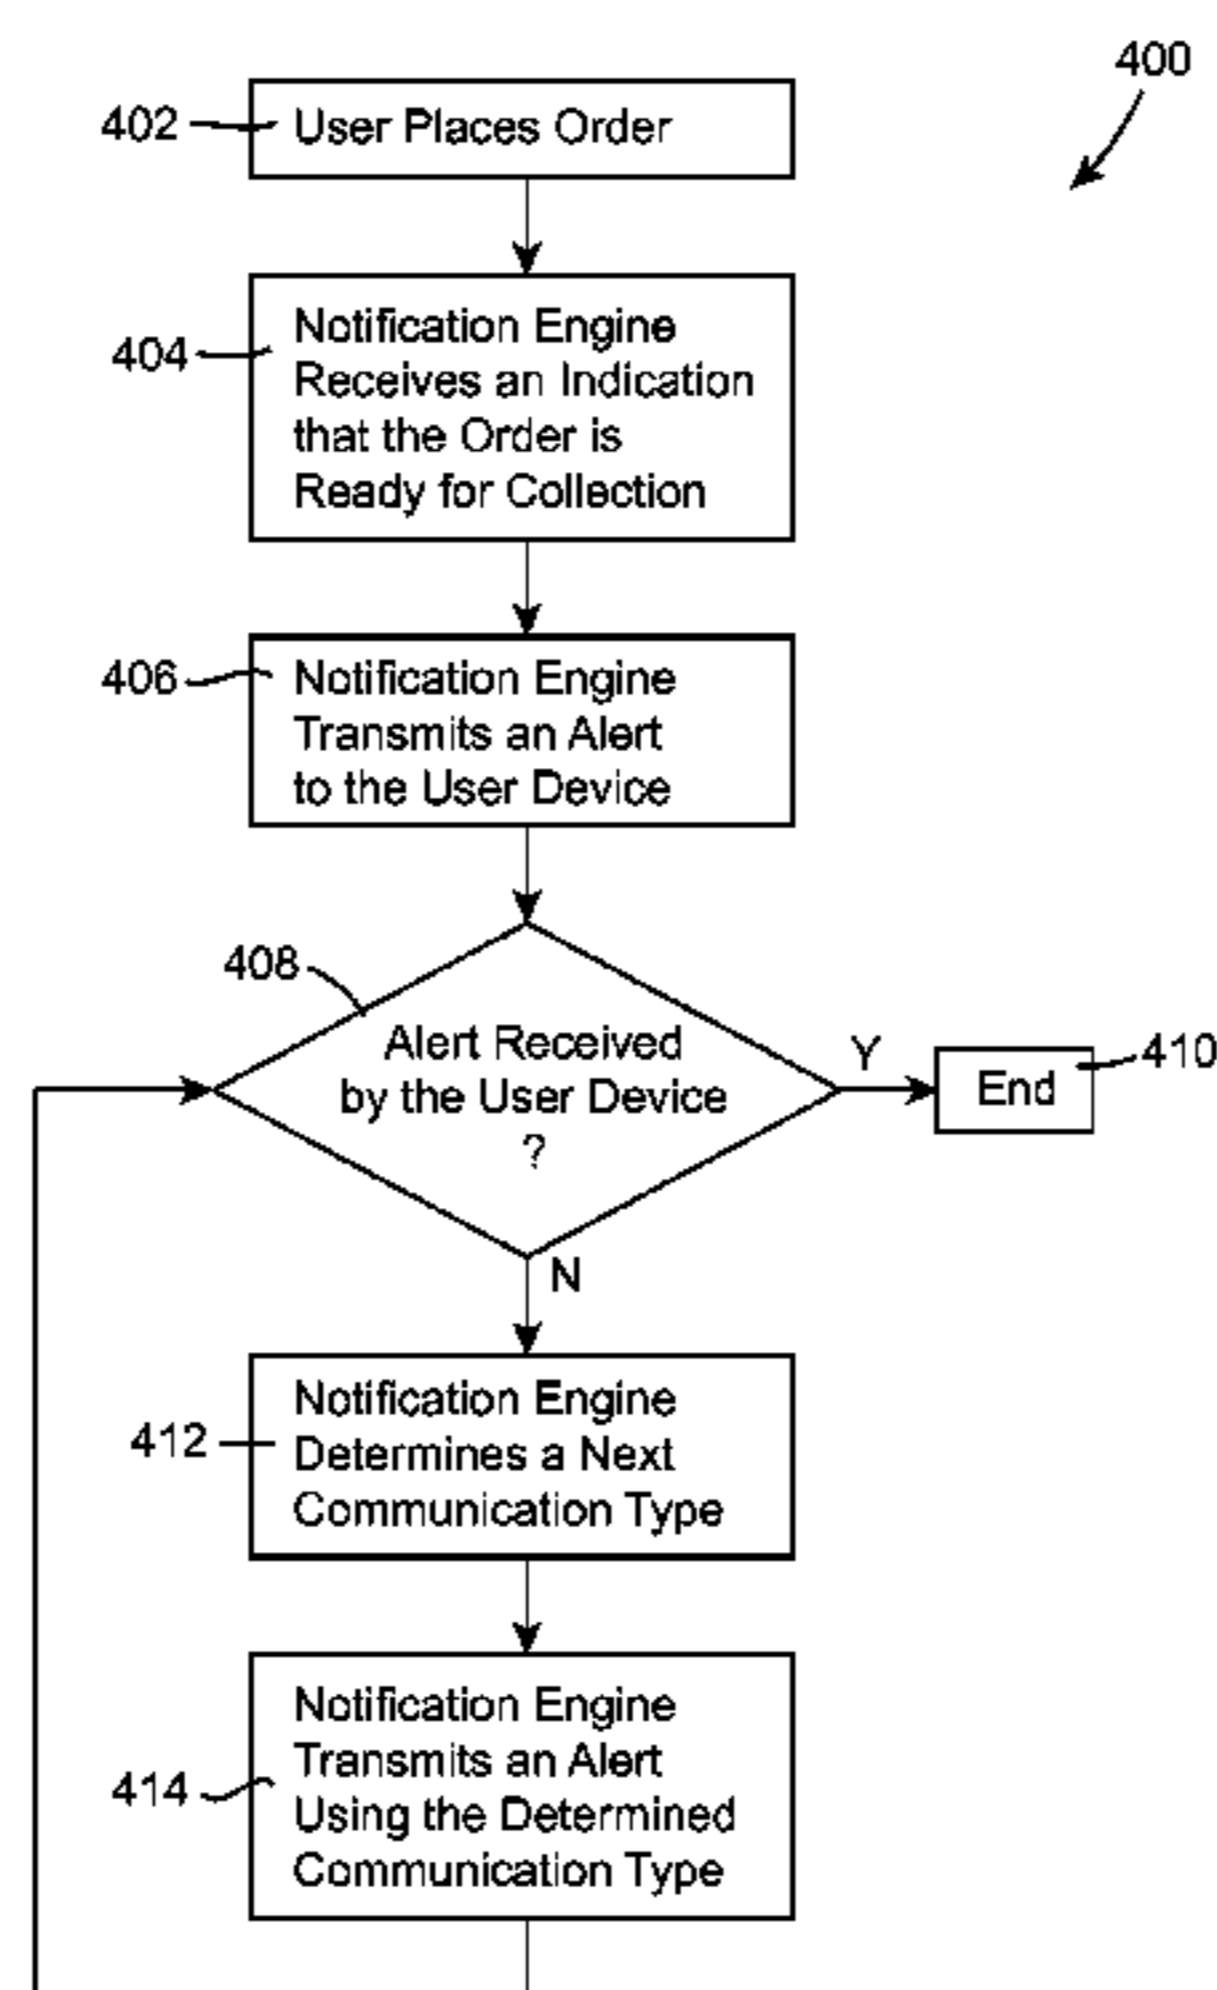 400
402
User Places Order
404
Notification Engine
Receives an Indication
that the Order is
Ready for Collection
406
Notification Engine
Transmits an Alert
to the User Device
408
Alert Received
by the User Device
?
Y
End
410
N
412
Notification Engine
Determines a Next
Communication Type
414
Notification Engine
Transmits an Alert
Using the Determined
Communication Type